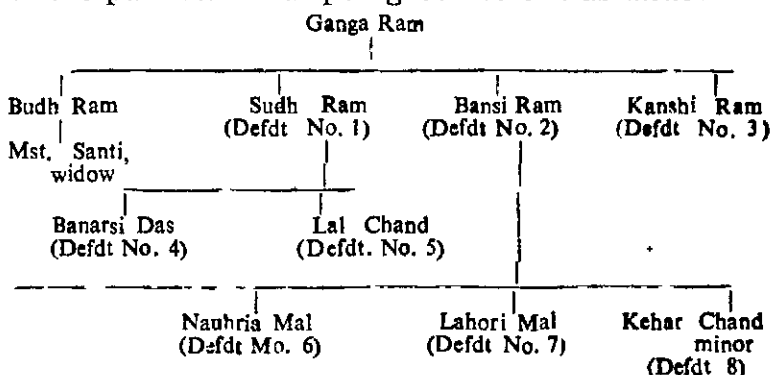 Ganga Ram
Budh Ram Sudh Ram Bansi Ram Kanshi Ram
(Defdt No. 1) (Defdt No. 2) (Defdt No. 3)
Mst. Santi,
widow
Banarsi Das Lal Chand
(Defdt No. 4) (Defdt. No. 5)
Nauhria Mal Lahori Mal Kehar Chand
minor
(Defdt Mo. 6) (Defdt No. 7)
(Defdt 8)